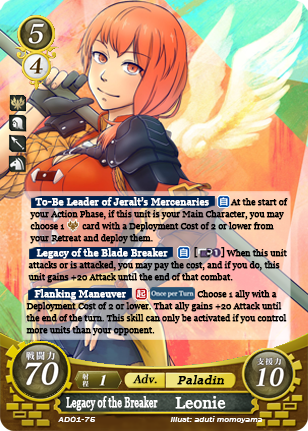 5
4
To-Be Leader of Jeralt's Mercenaries At the start
of your Action Phase, if this unit is your Main Character, you may
choose 1 card with a Deployment Cost of 2 or lower from
your Retreat and deploy them.
Legacy of the Blade Breaker [ ] When this unit
attacks or is attacked, you may pay the cost, and if you do, this
unit gains +20 Attack until the end of that combat.
Flanking Maneuver 起 Once per Turn Choose 1 ally with a
Deployment Cost of 2 or lower. That ally gains +20 Attack until
the end of the turn. This skill can only be activated if you control
more units than your opponent.
戦闘力 70
射程 1
Adv. Paladin
支援力 10
Legacy of the Breaker Leonie
AD01-76 Illust: aduti momoyama